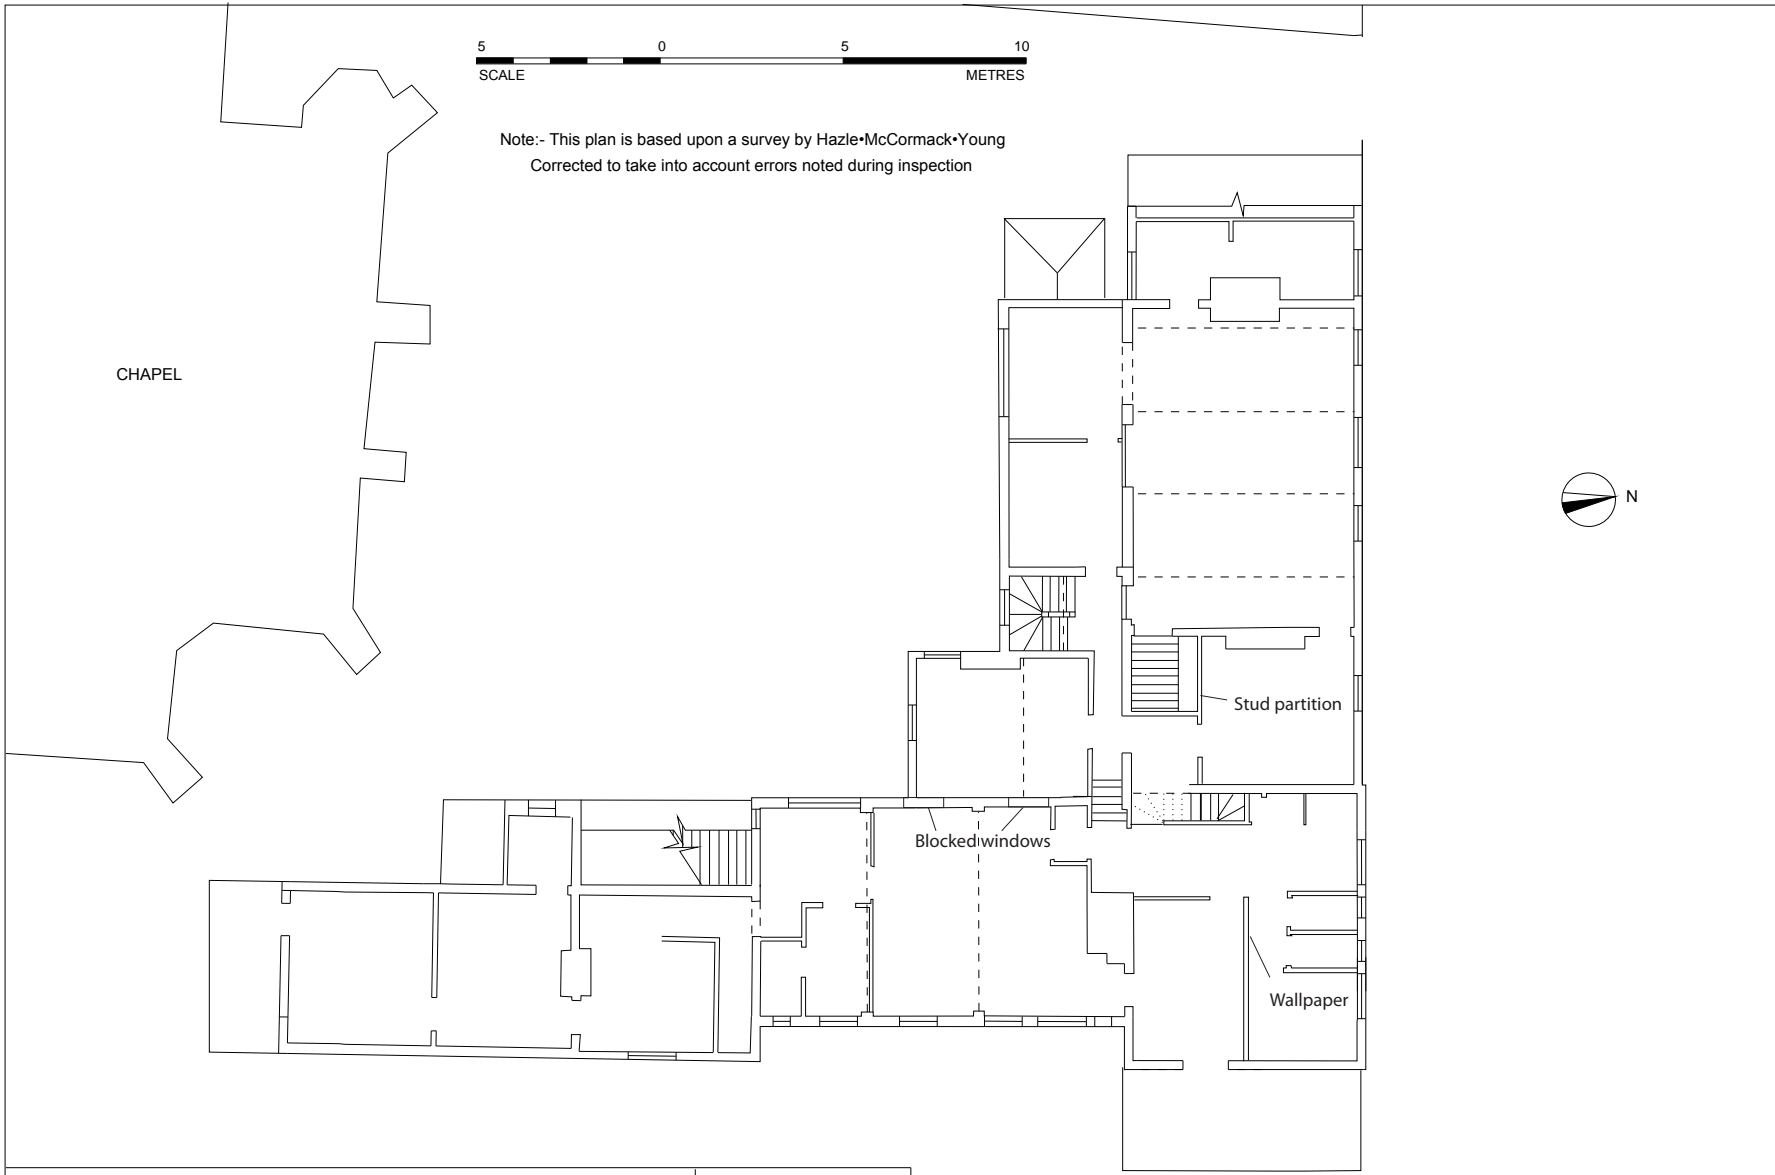 5 0 5 10
SCALE METRES
Note:- This plan is based upon a survey by Hazle•McCormack•Young
Corrected to take into account errors noted during inspection
CHAPEL
N
Stud partition
Blocked windows
Wallpaper